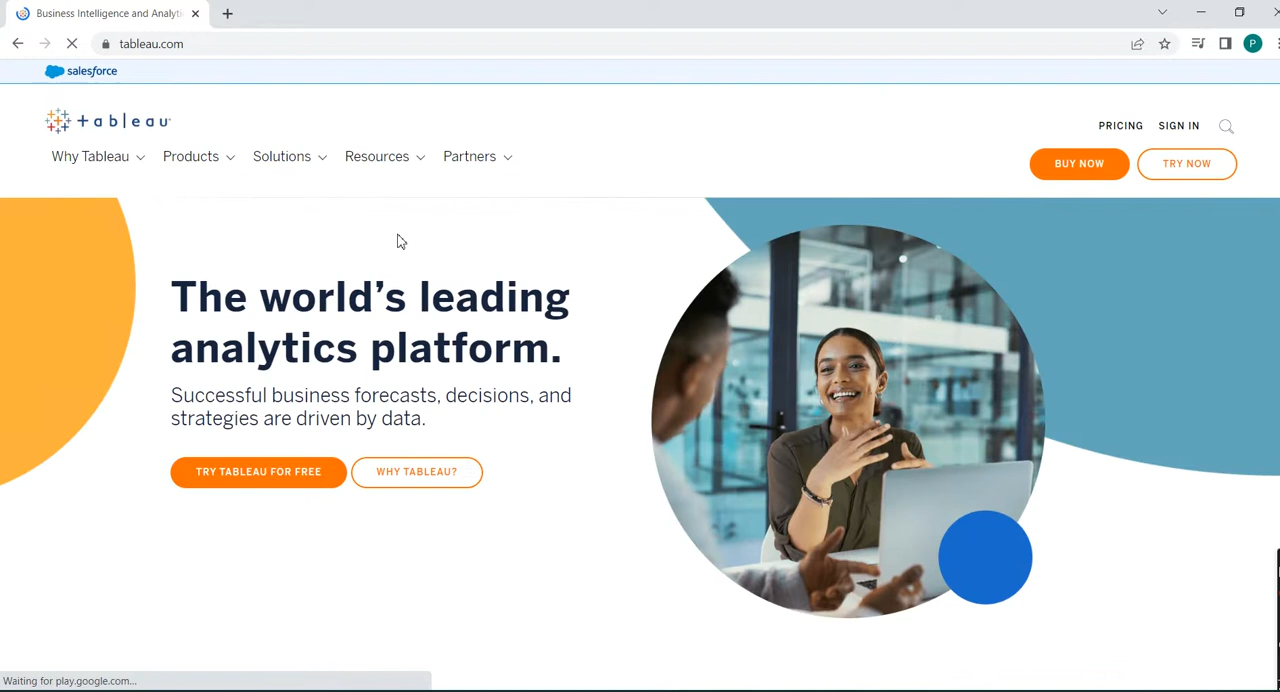 Business Intelligence and Analyti
tableau.com
P
salesforce
+ a b | e a u
PRICING SIGN IN
Why Tableau Products Solutions Resources Partners
BUY NOW TRY NOW
The world's leading
analytics platform.
Successful business forecasts, decisions, and
strategies are driven by data.
TRY TABLEAU FOR FREE WHY TABLEAU?
Waiting for play.google.com...